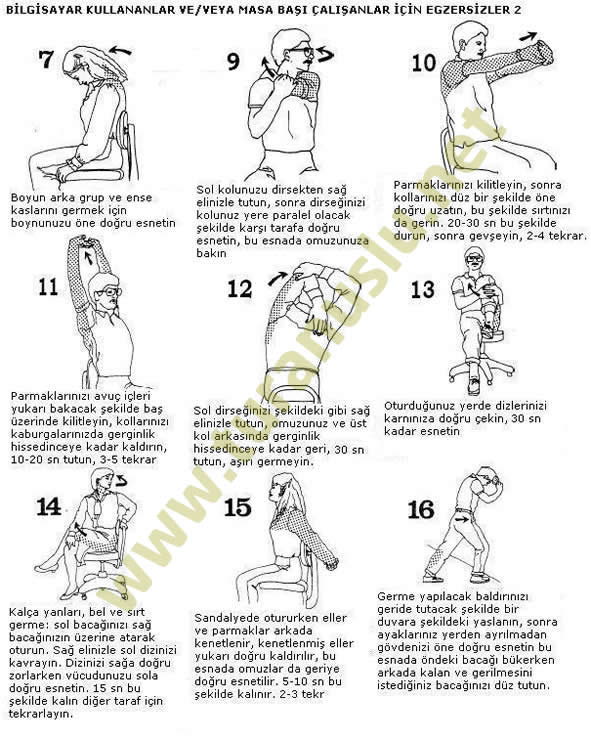 BİLGİSAYAR KULLANANLAR VE/VEYA MASA BAŞI ÇALIŞANLAR İÇİN EGZERSİZLER 2
7
Boyun arka grup ve ense
kaslarını germek için
boynunuzu öne doğru esnetin
9
Sol kolunuzu dirsekten sağ
elinizle tutun, sonra dirseğinizi
kolunuz yere paralel olacak
şekilde karşı tarafa doğru
esnetin, bu esnada omuzunuza
bakın
10
Parmaklarınızı kilitleyin, sonra
kollarınızı düz bir şekilde öne
doğru uzatın, bu şekilde sırtınızı
da gerin. 20-30 sn bu şekilde
durun, sonra gevşeyin, 2-4 tekrar.
11
Parmaklarınızı avuç içleri
yukarı bakacak şekilde baş
üzerinde kilitleyin, kollarınızı
kaburgalarınızda gerginlik
hissedinceye kadar kaldırın,
10-20 sn tutun, 3-5 tekrar
12
Sol dirseğinizi şekildeki gibi sağ
elinizle tutun, omuzunuz ve üst
kol arkasında gerginlik
hissedinceye kadar geri, 30 sn
tutun, aşırı germeyin.
13
Oturduğunuz yerde dizlerinizi
karnınıza doğru çekin, 30 sn
kadar esnetin
14
Kalça yanları, bel ve sırt
germe: sol bacağınızı sağ
bacağınızın üzerine atarak
oturun. Sağ elinizle sol dizinizi
kavrayın. Dizinizi sağa doğru
zorlarken vücudunuzu sola
doğru esnetin. 15 sn bu
şekilde kalın diğer taraf için
tekrarlayın.
15
Sandalyede otururken eller
ve parmaklar arkada
kenetlenir, kenetlenmiş eller
yukarı doğru kaldırılır, bu
esnada omuzlar da geriye
doğru esnetilir. 5-10 sn bu
şekilde kalınır. 2-3 tekr
16
Germe yapılacak baldırınızı
geride tutacak şekilde bir
duvara şekildeki yaslanın, sonra
ayaklarınız yerden ayrılmadan
gövdenizi öne doğru esnetin bu
esnada öndeki bacağı bükerken
arkada kalan ve gerilmesini
istediğiniz bacağınızı düz tutun.
www.turanuslu.net